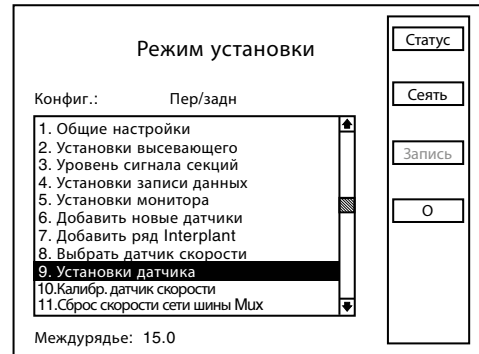 Режим установки
Конфиг.: Пер/задн
1. Общие настройки
2. Установки высевающего
3. Уровень сигнала секций
4. Установки записи данных
5. Установки монитора
6. Добавить новые датчики
7. Добавить ряд Interplant
8. Выбрать датчик скорости
9. Установки датчика
10.Калибр. датчик скорости
11.Сброс скорости сети шины Mux
Междурядье: 15.0
Статус
Сеять
Запись
О